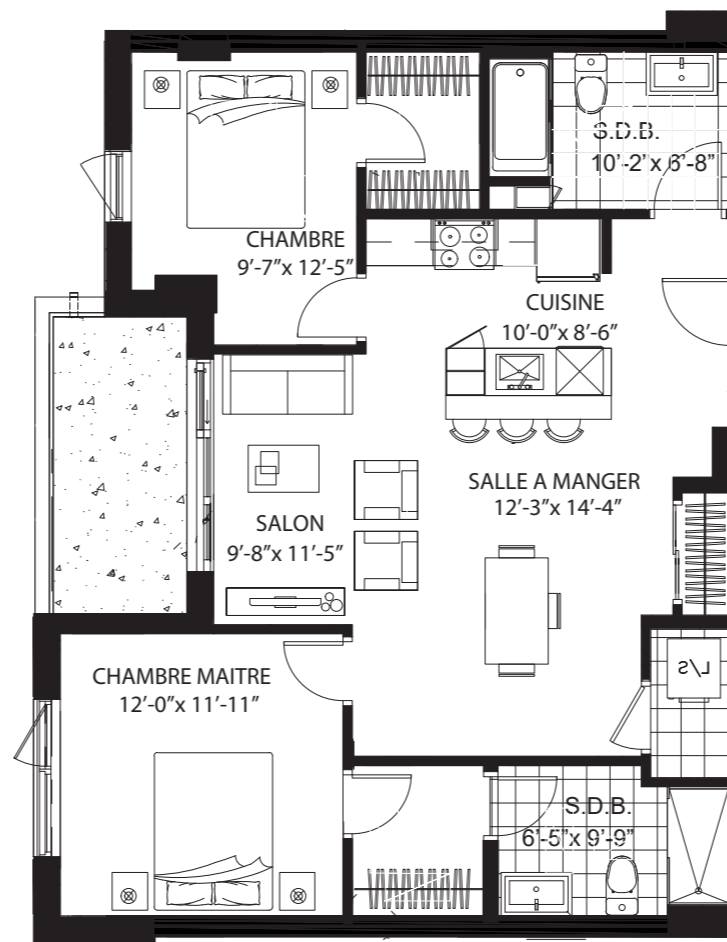 S.D.B.
10'-2' x 6'-8"
CHAMBRE
9'-7"x 12'-5"
CUISINE
10'-0"x 8'-6"
SALLE A MANGER
12'-3"x 14'-4"
SALON
9'-8"x 11'-5"
L/S
CHAMBRE MAITRE
12'-0"x 11'-11"
S.D.B.
6'-5"x 9'-9"